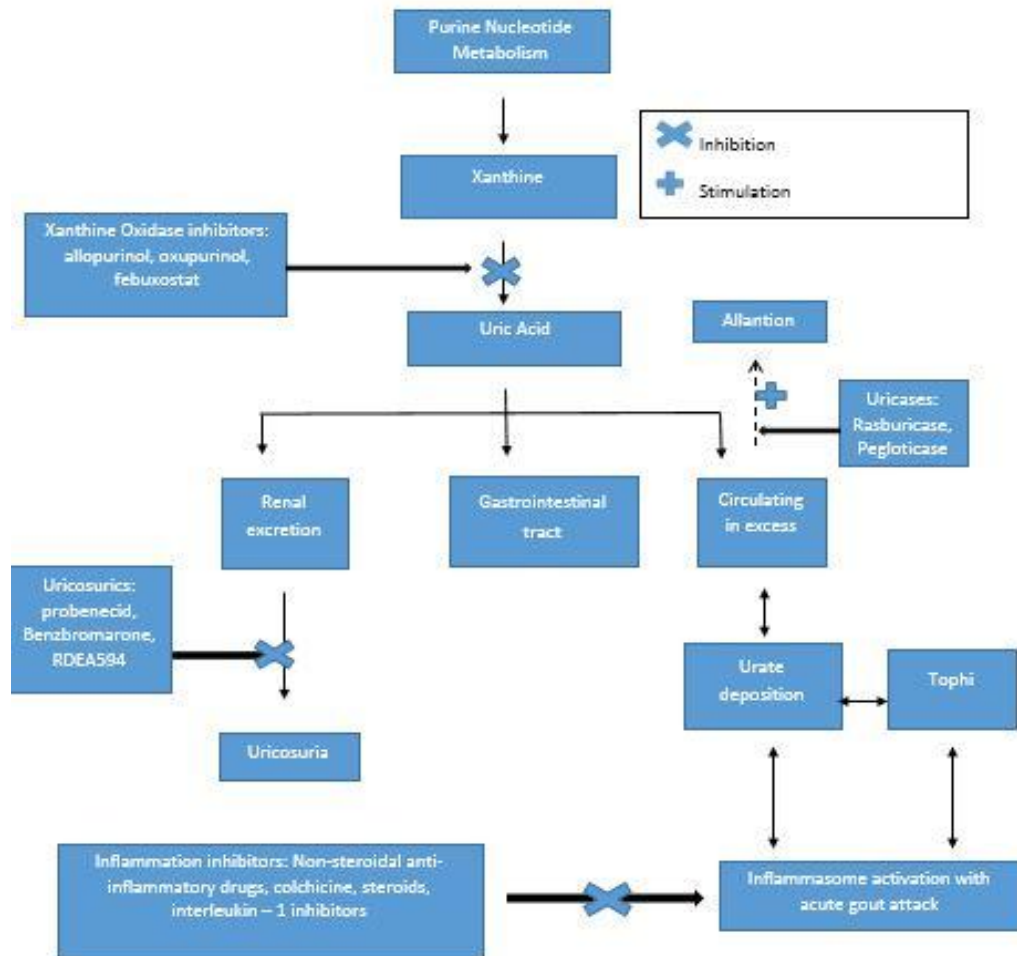 Purine Nucleotide
Metabolism
Inhibition
Xanthine
Stimulation
Xanthine Oxidase inhibitors:
allopurinol, oxupurinol,
febuxostat
Uric Acid
Allantion
Uricases:
Rasburicase,
Pegloticase
Renal
excretion
Gastrointestinal
tract
Circulating
in excess
Uricosurics:
probenecid,
Benzbromarone,
RDEA594
Urate
deposition
Tophi
Uricosuria
Inflammation inhibitors: Non-steroidal anti-
inflammatory drugs, colchicine, steroids,
interfeukin – 1 inhibitors
Inflammasome activation with
acute gout attack